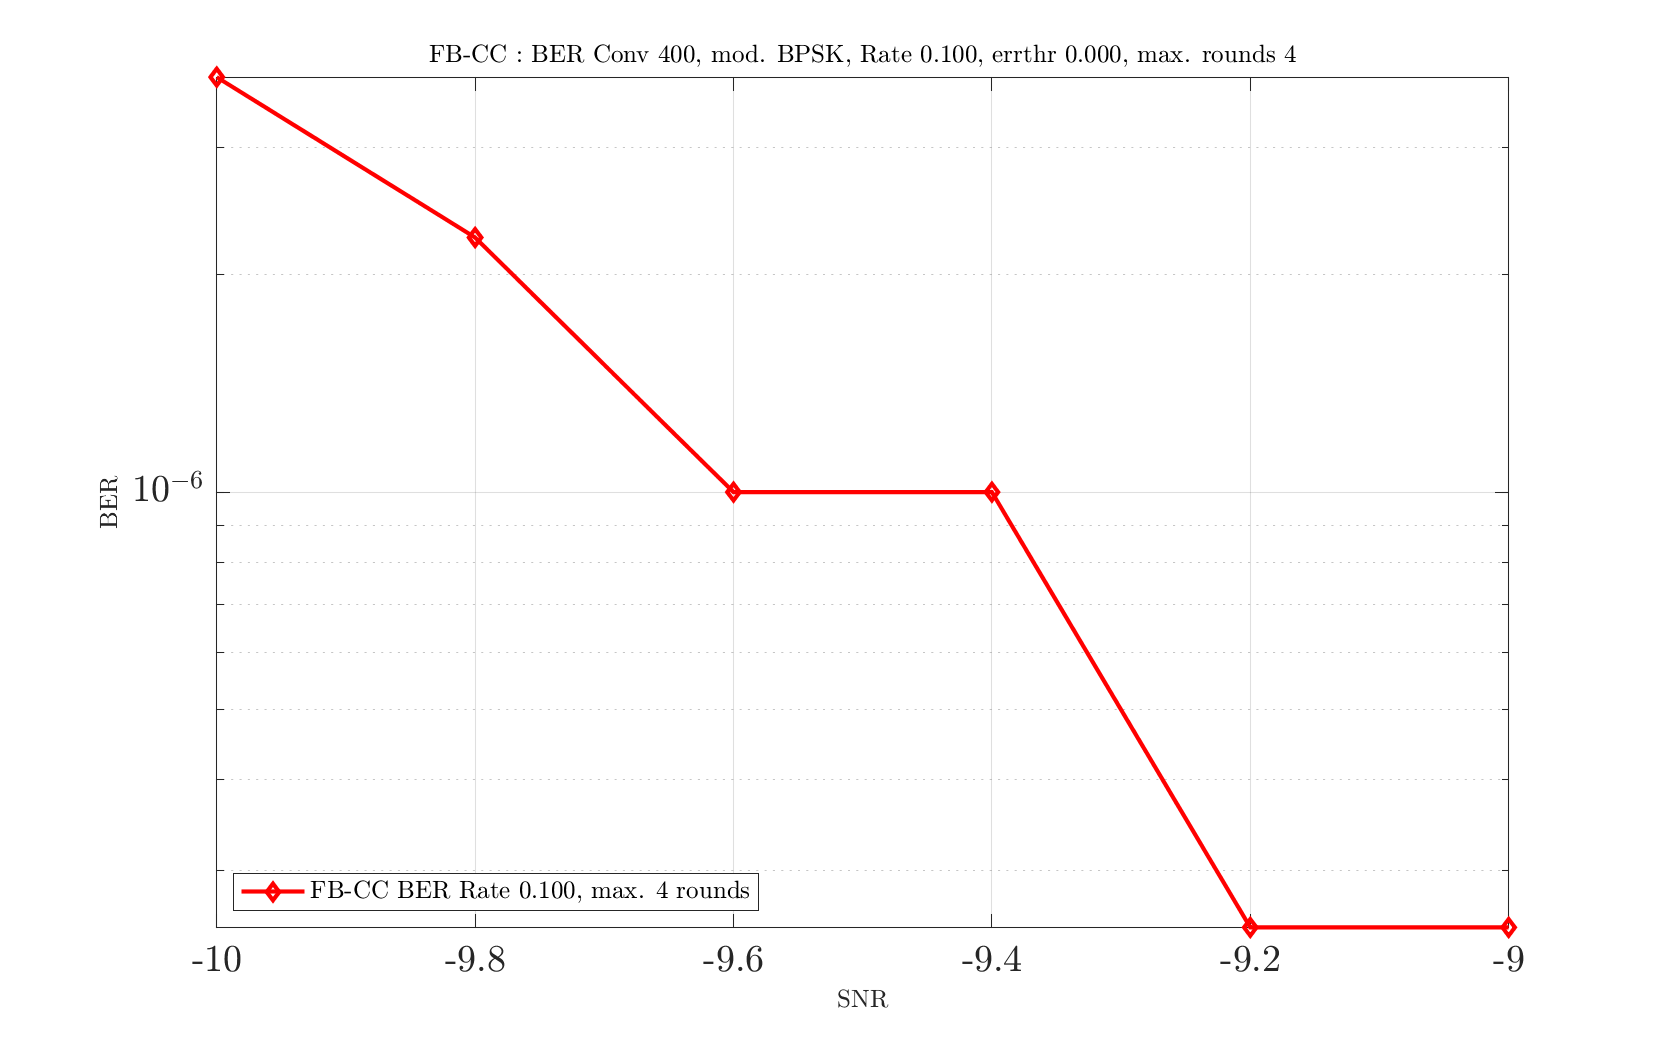 FB-CC : BER Conv 400, mod. BPSK, Rate 0.100, errthr 0.000, max. rounds 4
BER
10⁻⁶
FB-CC BER Rate 0.100, max. 4 rounds
-10 -9.8 -9.6 -9.4 -9.2 -9
SNR